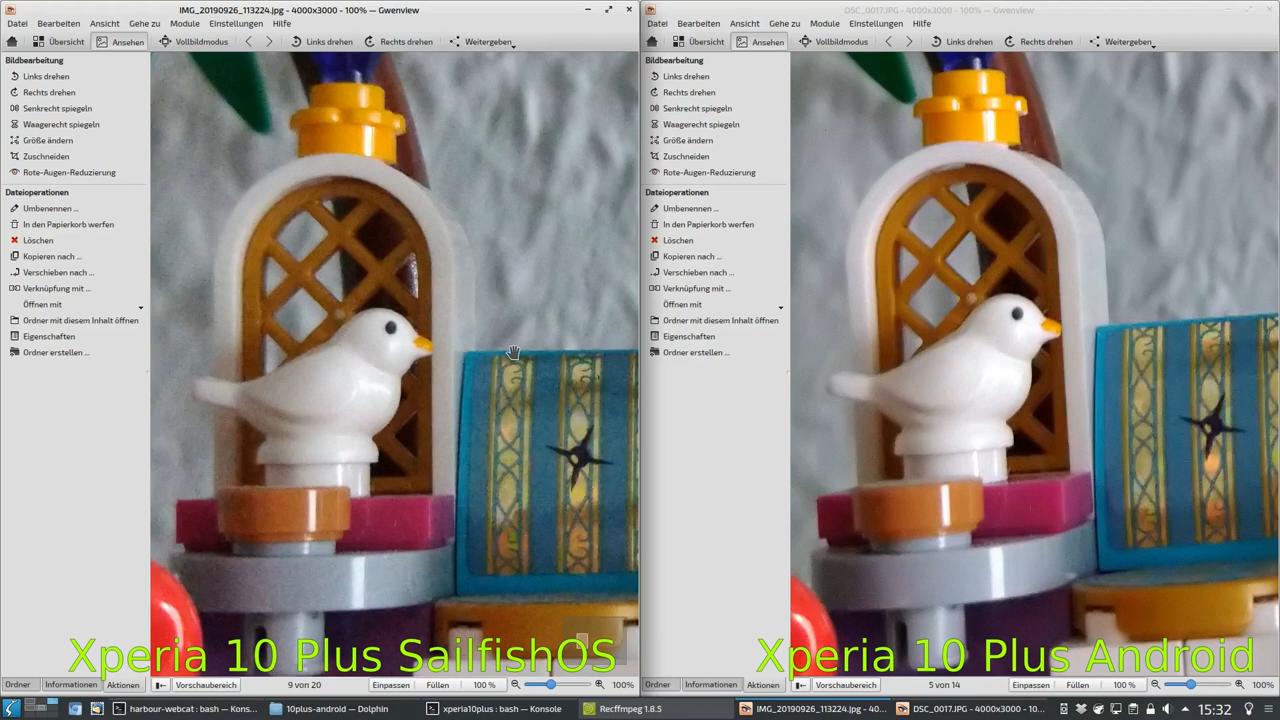 IMG_20190926_113224.jpg - 4000x3000 - 100% — Gwenview
Datei Bearbeiten Ansicht Gehe zu Module Einstellungen Hilfe
Übersicht Ansehen Vollbildmodus Links drehen Rechts drehen Weitergeben
Bildbearbeitung
Links drehen
Rechts drehen
Senkrecht spiegeln
Waagerecht spiegeln
Größe ändern
Zuschneiden
Rote-Augen-Reduzierung
Dateioperationen
Umbenennen ...
In den Papierkorb werfen
Löschen
Kopieren nach ...
Verschieben nach ...
Verknüpfung mit ...
Öffnen mit
Ordner mit diesem Inhalt öffnen
Eigenschaften
Ordner erstellen ...
Xperia 10 Plus SailfishOS
Ordner Informationen Aktionen Vorschaubereich 9 von 20 Einpassen Füllen 100 % 100%
DSC_0017.JPG - 4000x3000 - 100% — Gwenview
Datei Bearbeiten Ansicht Gehe zu Module Einstellungen Hilfe
Übersicht Ansehen Vollbildmodus Links drehen Rechts drehen Weitergeben
Bildbearbeitung
Links drehen
Rechts drehen
Senkrecht spiegeln
Waagerecht spiegeln
Größe ändern
Zuschneiden
Rote-Augen-Reduzierung
Dateioperationen
Umbenennen ...
In den Papierkorb werfen
Löschen
Kopieren nach ...
Verschieben nach ...
Verknüpfung mit ...
Öffnen mit
Ordner mit diesem Inhalt öffnen
Eigenschaften
Ordner erstellen ...
Xperia 10 Plus Android
Ordner Informationen Aktionen Vorschaubereich 5 von 14 Einpassen Füllen 100 % 100%
harbour-webcat : bash — Kons... 10plus-android — Dolphin xperia10plus : bash — Konsole Recffmpeg 1.8.5 IMG_20190926_113224.jpg - 40... DSC_0017.JPG - 4000x3000 - 10... 15:32